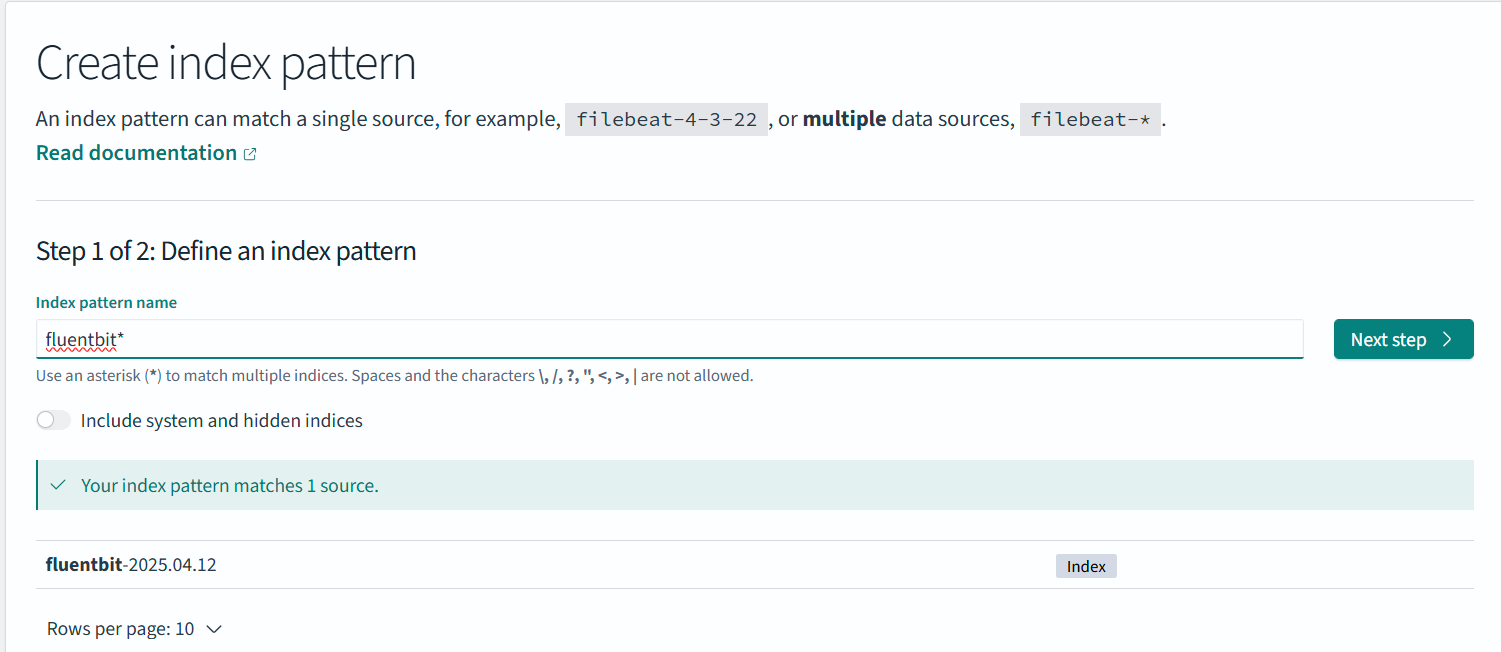 Create index pattern
An index pattern can match a single source, for example, filebeat-4-3-22 , or multiple data sources, filebeat-* .
Read documentation
Step 1 of 2: Define an index pattern
Index pattern name
fluentbit*
Next step
Use an asterisk (*) to match multiple indices. Spaces and the characters \, /, ?, ", <, >, | are not allowed.
Include system and hidden indices
Your index pattern matches 1 source.
fluentbit-2025.04.12 Index
Rows per page: 10